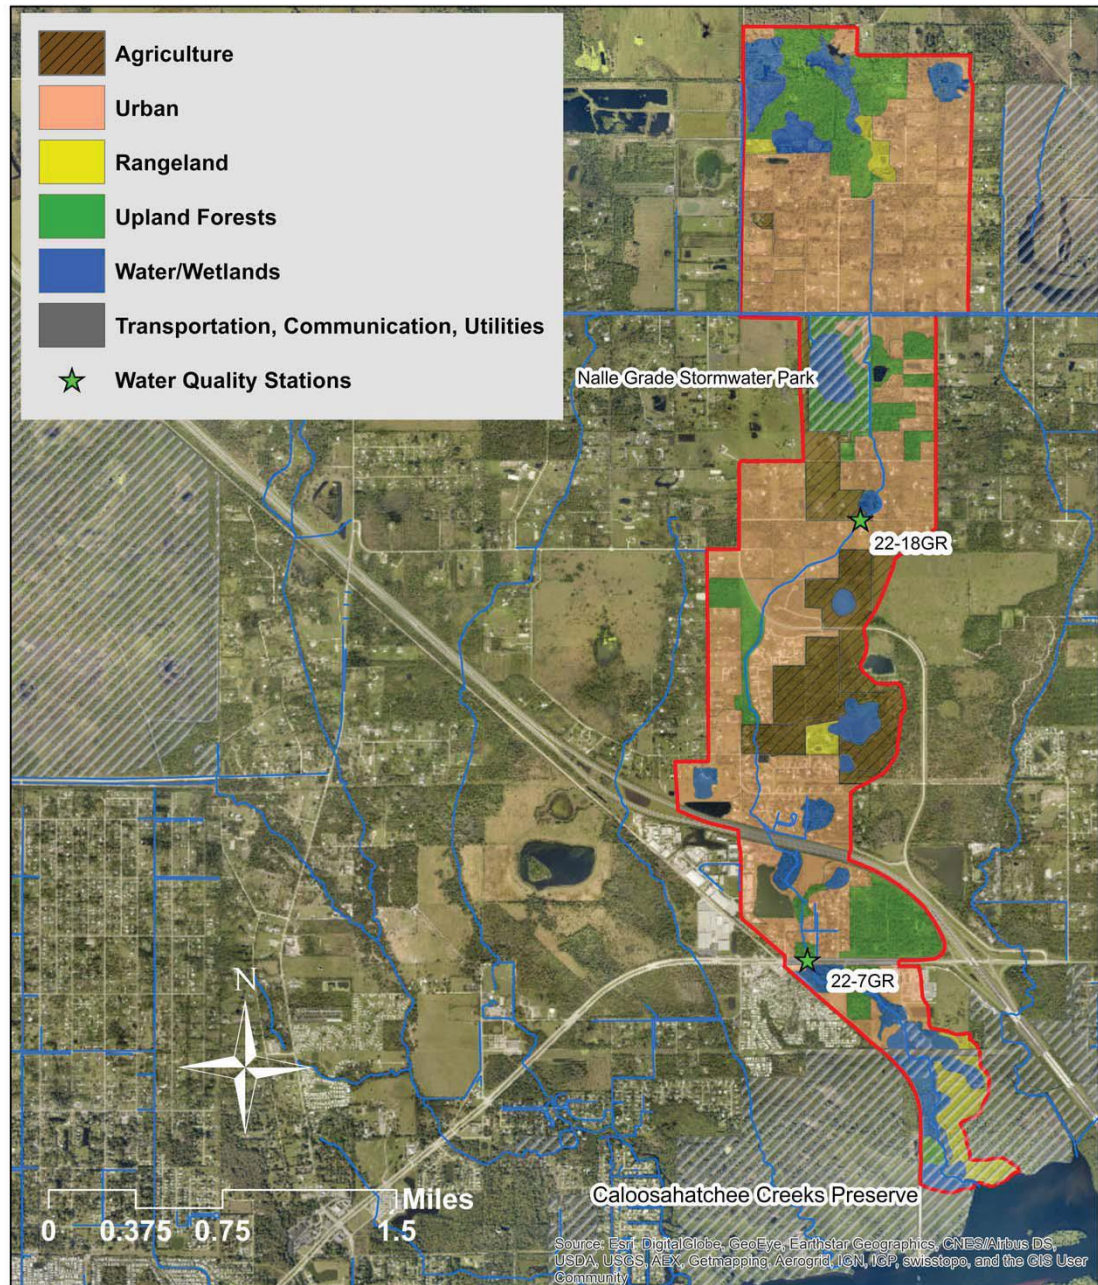 Agriculture
Urban
Rangeland
Upland Forests
Water/Wetlands
Transportation, Communication, Utilities
Water Quality Stations
Nalle Grade Stormwater Park
22-18GR
22-7GR
N
Caloosahatchee Creeks Preserve
Miles
0 0.375 0.75 1.5
Source: Esri, DigitalGlobe, GeoEye, Earthstar Geographics, CNES/Airbus DS,
USDA, USGS, AEX, Getmapping, Aerogrid, IGN, IGP, swisstopo, and the GIS User
Community